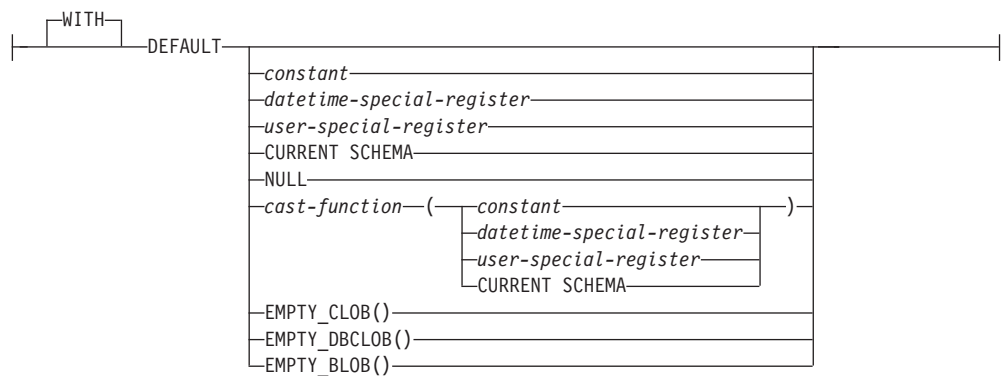 WITH
DEFAULT
constant
datetime-special-register
user-special-register
CURRENT SCHEMA
NULL
cast-function ( constant )
datetime-special-register
user-special-register
CURRENT SCHEMA
EMPTY_CLOB()
EMPTY_DBCLOB()
EMPTY_BLOB()